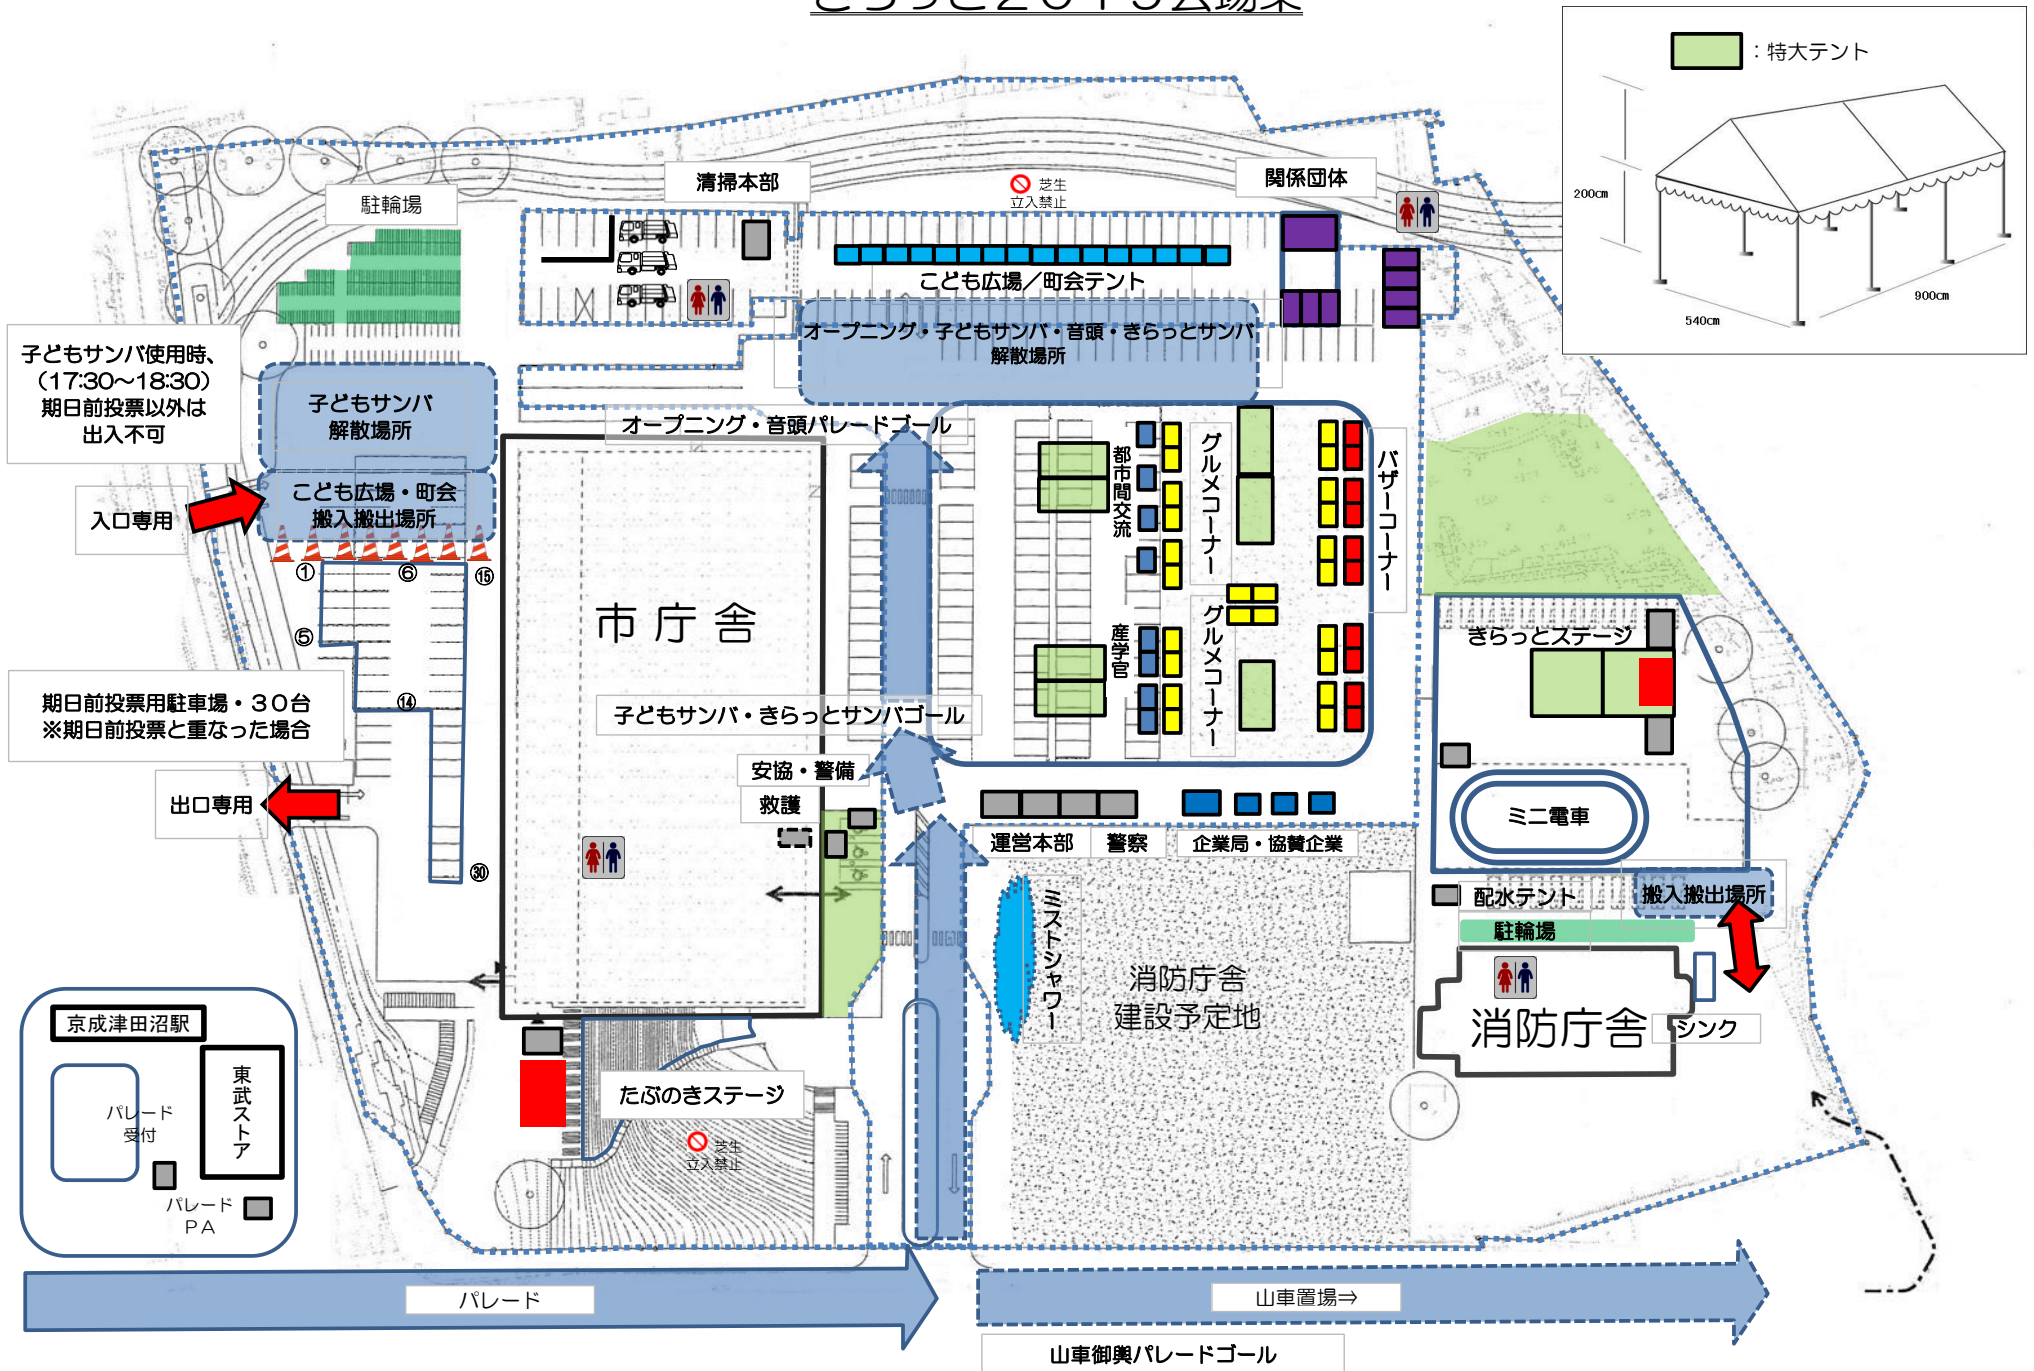 きらっと２０１９会場案
：特大テント
200cm
540cm
900cm
清掃本部
関係団体
芝生
立入禁止
駐輪場
こども広場／町会テント
オープニング・子どもサンバ・音頭・きらっとサンバ
解散場所
子どもサンバ使用時、
（17:30～18:30）
期日前投票以外は
出入不可
子どもサンバ
解散場所
オープニング・音頭パレードゴール
こども広場・町会
搬入搬出場所
入口専用
①
⑥
⑮
⑤
⑭
㉚
都市間交流
グルメコーナー
バザーコーナー
市庁舎
産学官
グルメコーナー
きらっとステージ
期日前投票用駐車場・３０台
※期日前投票と重なった場合
子どもサンバ・きらっとサンバゴール
安協・警備
救護
出口専用
ミニ電車
運営本部
警察
企業局・協賛企業
配水テント
搬入搬出場所
駐輪場
ミストシャワー
消防庁舎
建設予定地
消防庁舎
シンク
京成津田沼駅
東武ストア
パレード
受付
パレード
ＰＡ
たぶのきステージ
芝生
立入禁止
パレード
山車置場⇒
山車御輿パレードゴール